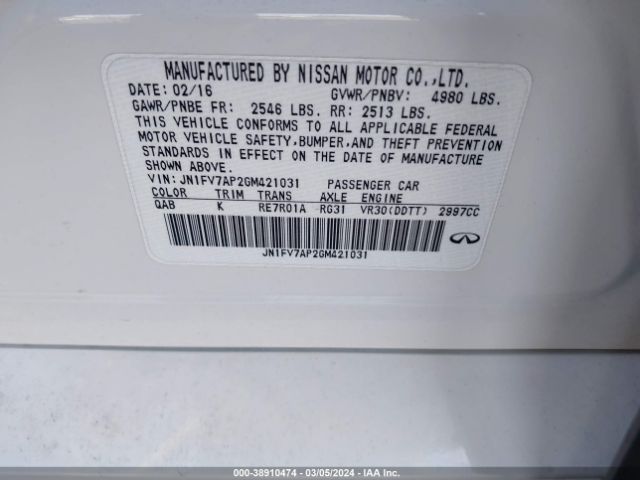 MANUFACTURED BY NISSAN MOTOR CO.,LTD.
DATE: 02/16 GVWR/PNBV: 4980 LBS.
GAWR/PNBE FR: 2546 LBS. RR: 2513 LBS.
THIS VEHICLE CONFORMS TO ALL APPLICABLE FEDERAL
MOTOR VEHICLE SAFETY,BUMPER,AND THEFT PREVENTION
STANDARDS IN EFFECT ON THE DATE OF MANUFACTURE
SHOWN ABOVE.
VIN: JN1FV7AP2GM421031 PASSENGER CAR
COLOR TRIM TRANS AXLE ENGINE
QAB K RE7R01A RG31 VR30(DDTT) 2997CC
JN1FV7AP2GM421031
INFINITI
000-38910474 - 03/05/2024 - IAA Inc.